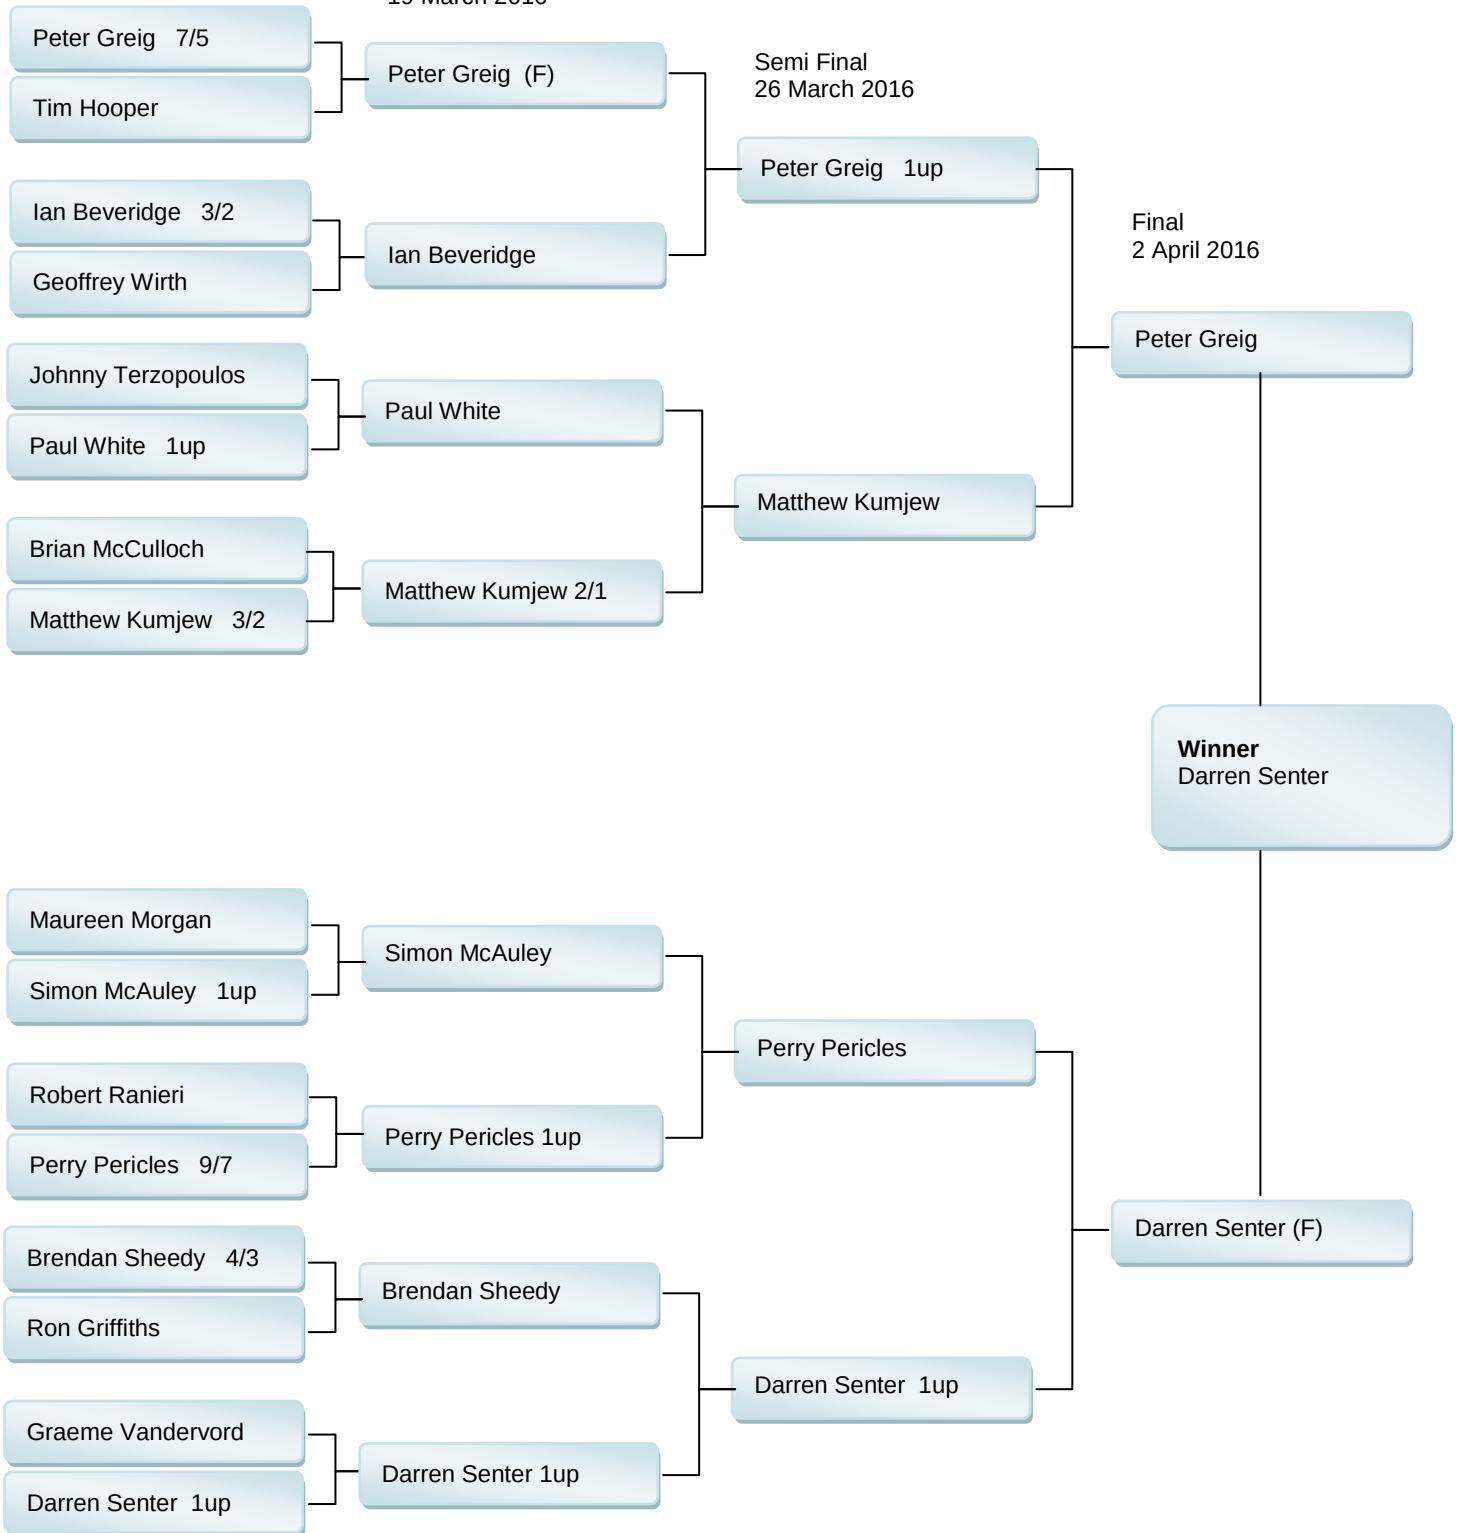 19 March 2016
Peter Greig 7/5
Tim Hooper
Ian Beveridge 3/2
Geoffrey Wirth
Johnny Terzopoulos
Paul White 1up
Brian McCulloch
Matthew Kumjew 3/2
Maureen Morgan
Simon McAuley 1up
Robert Ranieri
Perry Pericles 9/7
Brendan Sheedy 4/3
Ron Griffiths
Graeme Vandervord
Darren Senter 1up
Peter Greig (F)
Ian Beveridge
Paul White
Matthew Kumjew 2/1
Simon McAuley
Perry Pericles 1up
Brendan Sheedy
Darren Senter 1up
Semi Final
26 March 2016
Peter Greig 1up
Matthew Kumjew
Perry Pericles
Darren Senter 1up
Final
2 April 2016
Peter Greig
Winner
Darren Senter
Darren Senter (F)